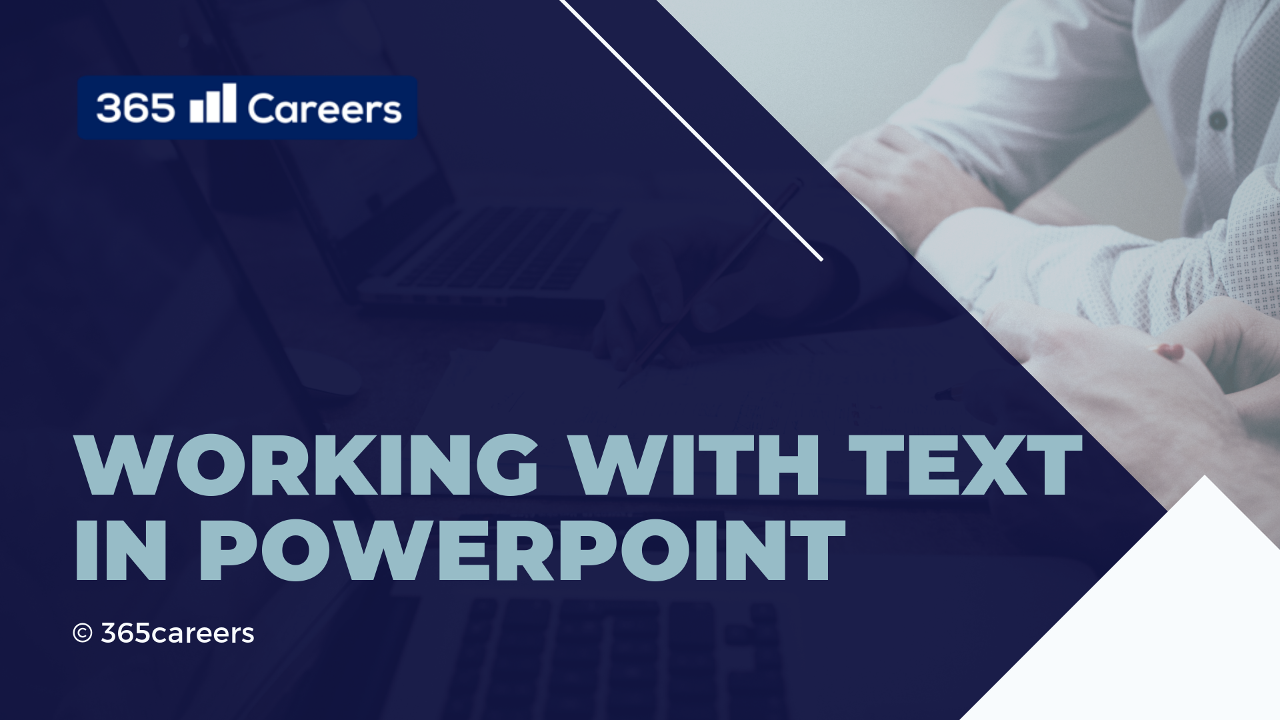 365 Careers
WORKING WITH TEXT
IN POWERPOINT
© 365careers